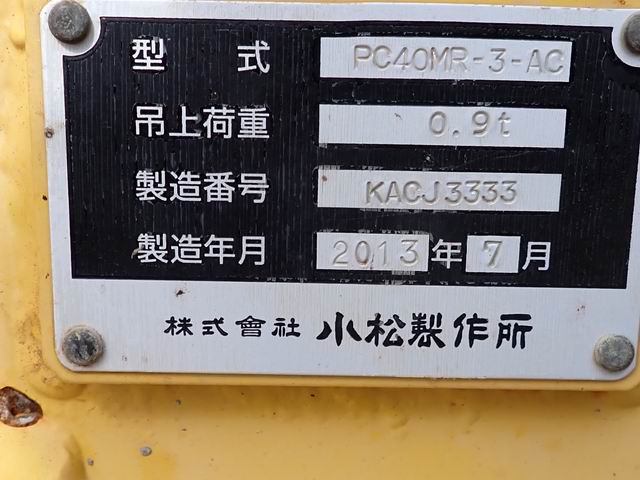 型式 PC40MR-3-AC
吊上荷重 0.9t
製造番号 KACJ3333
製造年月 2013年7月
株式會社 小松製作所